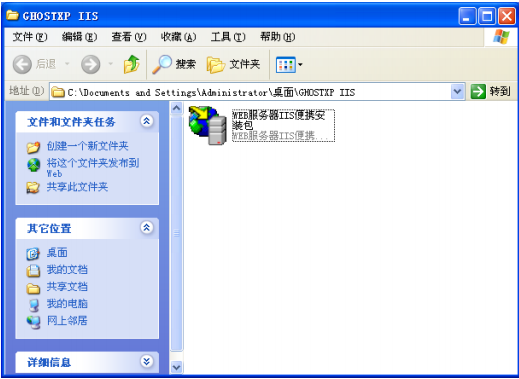 GHOSTXP IIS
文件(F) 编辑(E) 查看(V) 收藏(A) 工具(T) 帮助(H)
后退 搜索 文件夹
地址(D) C:\Documents and Settings\Administrator\桌面\GHOSTXP IIS 转到
文件和文件夹任务
创建一个新文件夹
将这个文件夹发布到
Web
共享此文件夹
其它位置
桌面
我的文档
共享文档
我的电脑
网上邻居
详细信息
WEB服务器IIS便携安
装包
WEB服务器IIS便携...